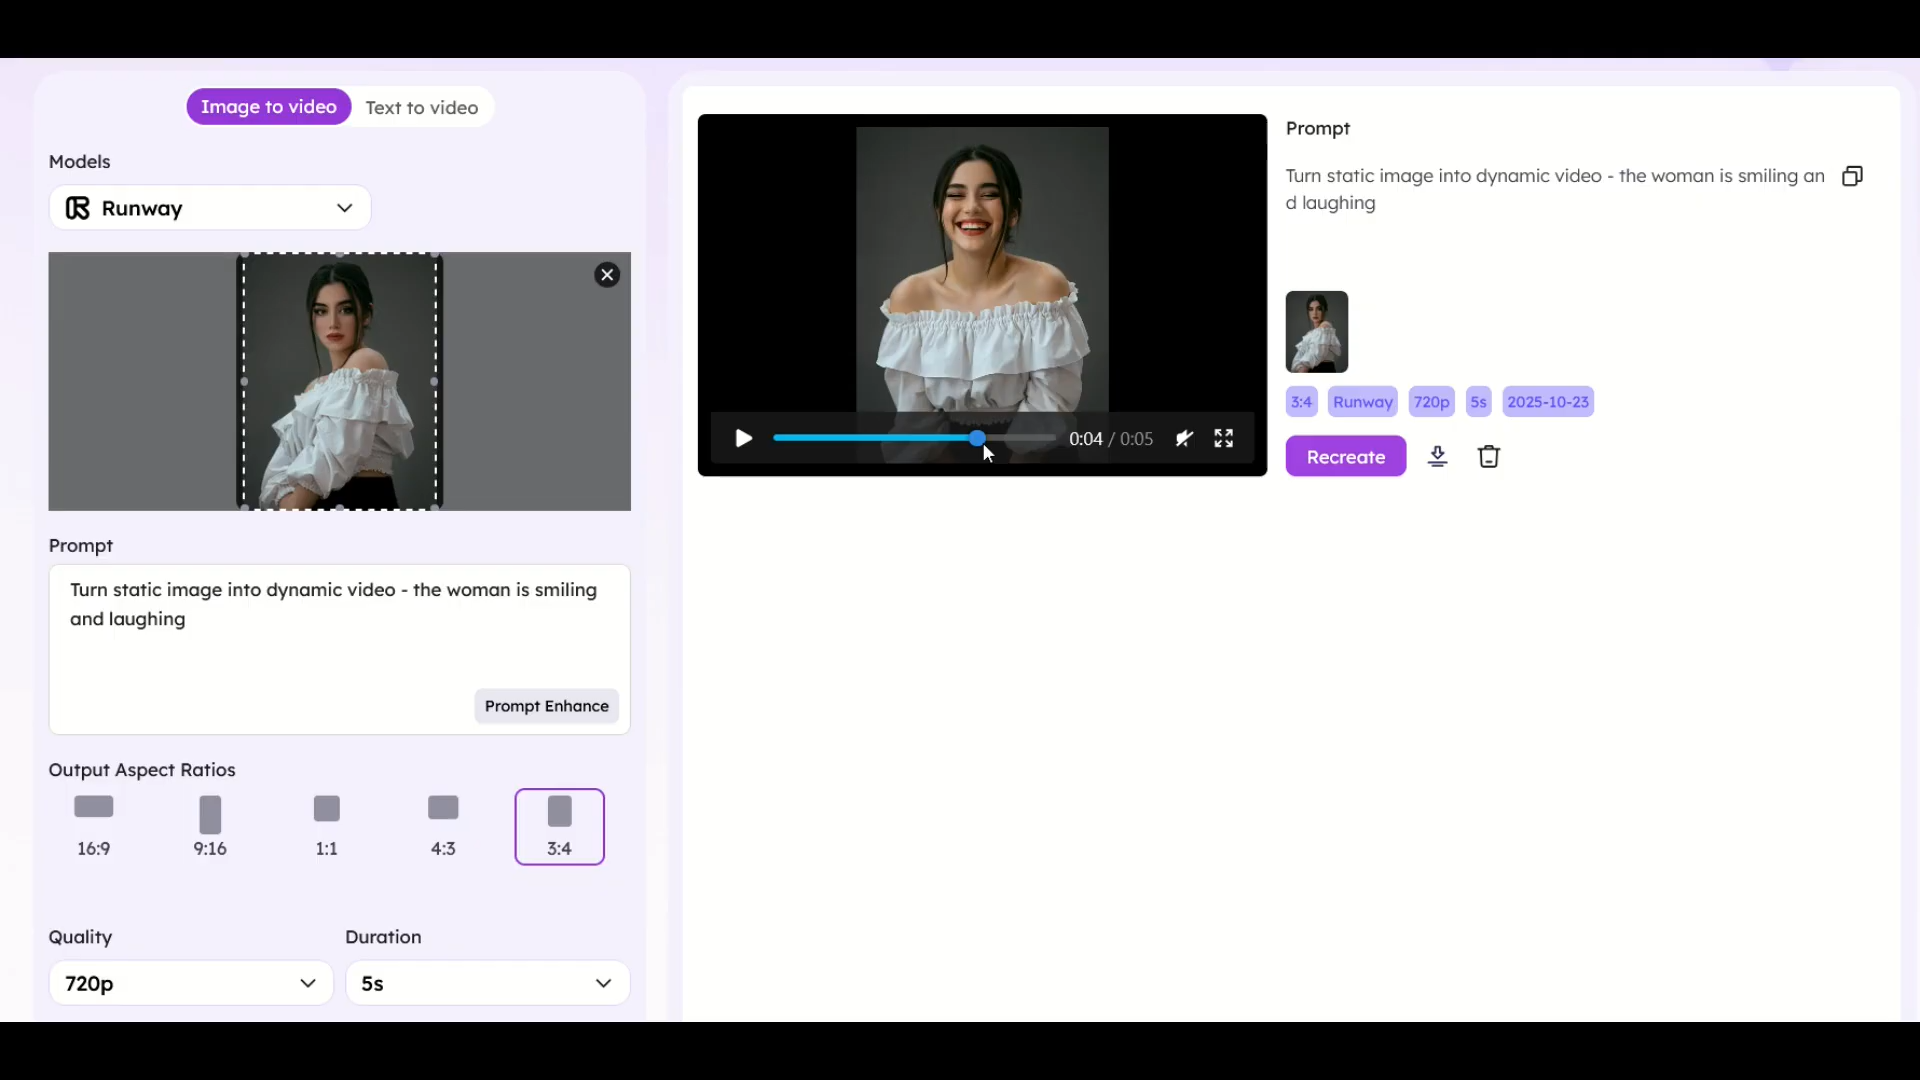 Image to video
Text to video
Models
Runway
Prompt
Turn static image into dynamic video - the woman is smiling
and laughing
Prompt Enhance
Output Aspect Ratios
16:9
9:16
1:1
4:3
3:4
Quality
Duration
720p
5s
0:04 / 0:05
Prompt
Turn static image into dynamic video - the woman is smiling an
d laughing
3:4
Runway
720p
5s
2025-10-23
Recreate